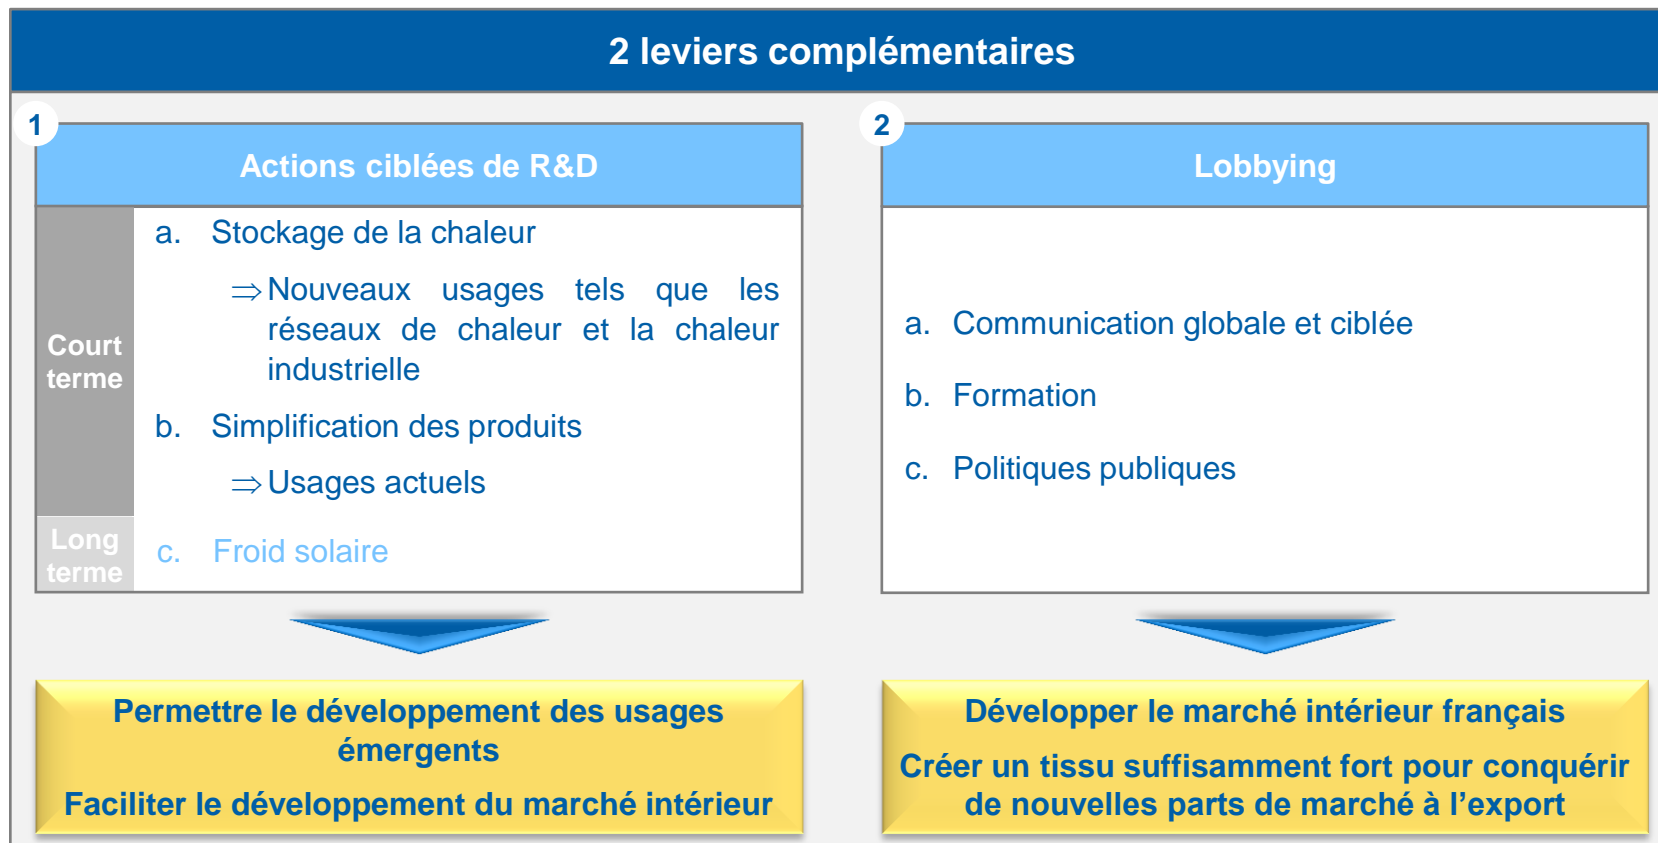 2 leviers complémentaires
1
Actions ciblées de R&D
Court
terme
a. Stockage de la chaleur
⇒ Nouveaux usages tels que les
réseaux de chaleur et la chaleur
industrielle
b. Simplification des produits
⇒ Usages actuels
Long
terme
c. Froid solaire
Permettre le développement des usages
émergents
Faciliter le développement du marché intérieur
2
Lobbying
a. Communication globale et ciblée
b. Formation
c. Politiques publiques
Développer le marché intérieur français
Créer un tissu suffisamment fort pour conquérir
de nouvelles parts de marché à l’export